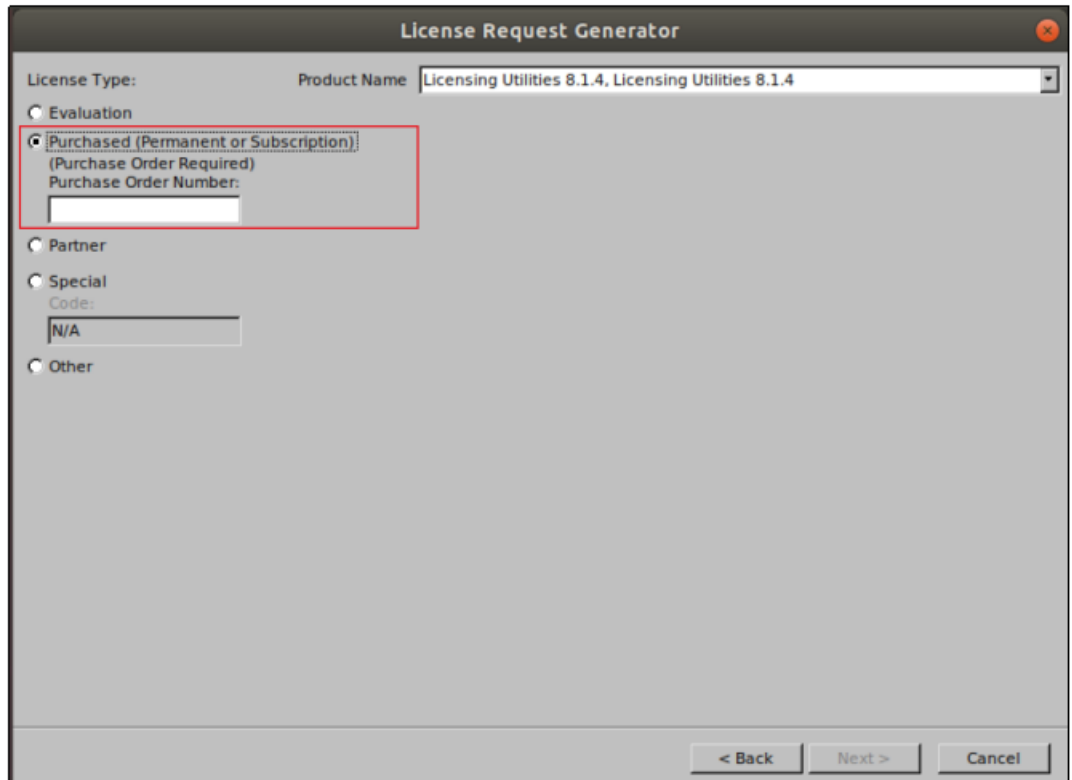 License Request Generator
License Type: Product Name Licensing Utilities 8.1.4, Licensing Utilities 8.1.4
Evaluation
Purchased (Permanent or Subscription)
(Purchase Order Required)
Purchase Order Number:
Partner
Special
Code:
N/A
Other
< Back Next > Cancel